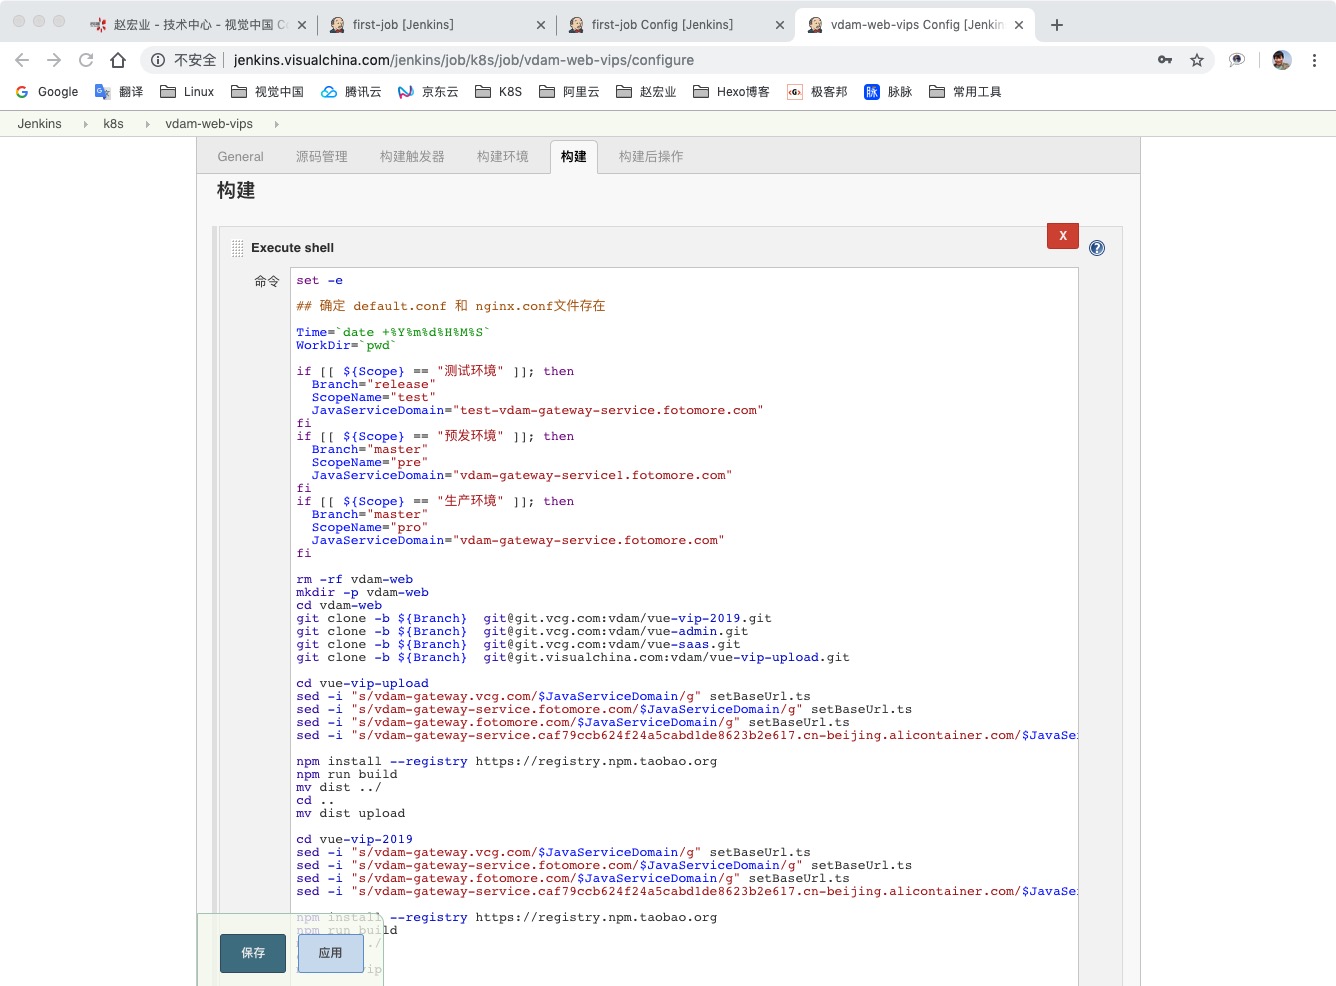 赵宏业 - 技术中心 - 视觉中国
first-job [Jenkins]
first-job Config [Jenkins]
vdam-web-vips Config [Jenkin
不安全 jenkins.visualchina.com/jenkins/job/k8s/job/vdam-web-vips/configure
Google 翻译 Linux 视觉中国 腾讯云 京东云 K8S 阿里云 赵宏业 Hexo博客 极客邦 脉脉 常用工具
Jenkins k8s vdam-web-vips
General 源码管理 构建触发器 构建环境 构建 构建后操作
构建
Execute shell
X
?
命令
set -e
## 确定 default.conf 和 nginx.conf文件存在
Time=`date +%Y%m%d%H%M%S`
WorkDir=`pwd`
if [[ ${Scope} == "测试环境" ]]; then
Branch="release"
ScopeName="test"
JavaServiceDomain="test-vdam-gateway-service.fotomore.com"
fi
if [[ ${Scope} == "预发环境" ]]; then
Branch="master"
ScopeName="pre"
JavaServiceDomain="vdam-gateway-service1.fotomore.com"
fi
if [[ ${Scope} == "生产环境" ]]; then
Branch="master"
ScopeName="pro"
JavaServiceDomain="vdam-gateway-service.fotomore.com"
fi
rm -rf vdam-web
mkdir -p vdam-web
cd vdam-web
git clone -b ${Branch}  git@git.vcg.com:vdam/vue-vip-2019.git
git clone -b ${Branch}  git@git.vcg.com:vdam/vue-admin.git
git clone -b ${Branch}  git@git.vcg.com:vdam/vue-saas.git
git clone -b ${Branch}  git@git.visualchina.com:vdam/vue-vip-upload.git
cd vue-vip-upload
sed -i "s/vdam-gateway.vcg.com/$JavaServiceDomain/g" setBaseUrl.ts
sed -i "s/vdam-gateway-service.fotomore.com/$JavaServiceDomain/g" setBaseUrl.ts
sed -i "s/vdam-gateway.fotomore.com/$JavaServiceDomain/g" setBaseUrl.ts
sed -i "s/vdam-gateway-service.caf79ccb624f24a5cabd1de8623b2e617.cn-beijing.alicontainer.com/$JavaSe
npm install --registry https://registry.npm.taobao.org
npm run build
mv dist ../
cd ..
mv dist upload
cd vue-vip-2019
sed -i "s/vdam-gateway.vcg.com/$JavaServiceDomain/g" setBaseUrl.ts
sed -i "s/vdam-gateway-service.fotomore.com/$JavaServiceDomain/g" setBaseUrl.ts
sed -i "s/vdam-gateway.fotomore.com/$JavaServiceDomain/g" setBaseUrl.ts
sed -i "s/vdam-gateway-service.caf79ccb624f24a5cabd1de8623b2e617.cn-beijing.alicontainer.com/$JavaSe
npm install --registry https://registry.npm.taobao.org
npm run build
保存 应用